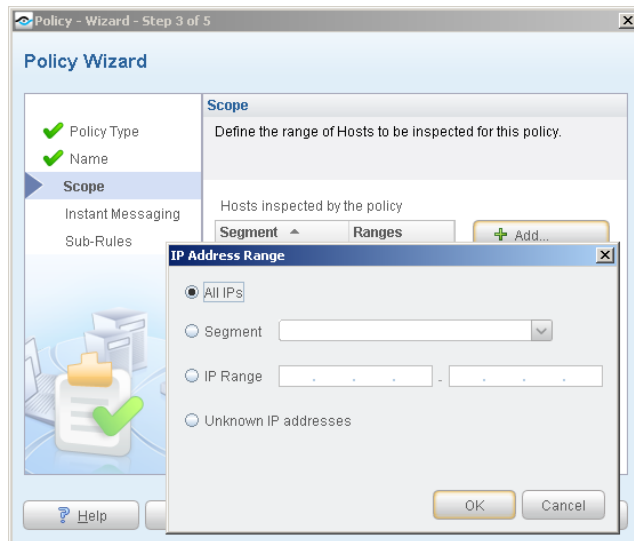 Policy - Wizard - Step 3 of 5
Policy Wizard
Policy Type
Name
Scope
Instant Messaging
Sub-Rules
Scope
Define the range of Hosts to be inspected for this policy.
Hosts inspected by the policy
Segment Ranges
Add...
IP Address Range
All IPs
Segment
IP Range . . . - . . .
Unknown IP addresses
OK Cancel
Help